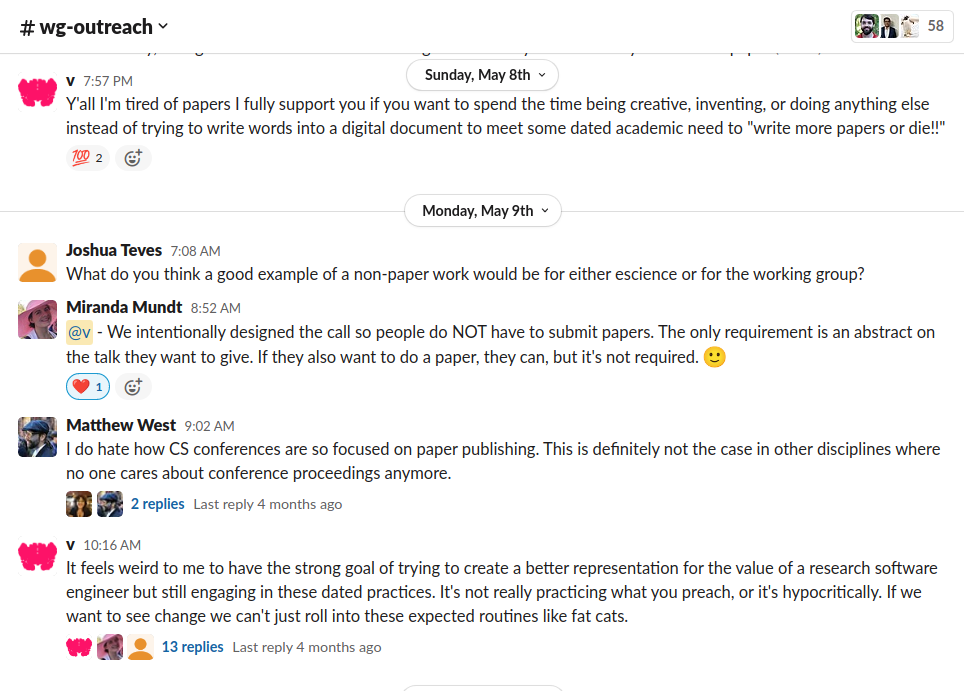 # wg-outreach
58
Sunday, May 8th
v 7:57 PM
Y'all I'm tired of papers I fully support you if you want to spend the time being creative, inventing, or doing anything else
instead of trying to write words into a digital document to meet some dated academic need to "write more papers or die!!"
💯 2
Monday, May 9th
Joshua Teves 7:08 AM
What do you think a good example of a non-paper work would be for either escience or for the working group?
Miranda Mundt 8:52 AM
@v - We intentionally designed the call so people do NOT have to submit papers. The only requirement is an abstract on
the talk they want to give. If they also want to do a paper, they can, but it's not required. 🙂
❤️ 1
Matthew West 9:02 AM
I do hate how CS conferences are so focused on paper publishing. This is definitely not the case in other disciplines where
no one cares about conference proceedings anymore.
2 replies Last reply 4 months ago
v 10:16 AM
It feels weird to me to have the strong goal of trying to create a better representation for the value of a research software
engineer but still engaging in these dated practices. It's not really practicing what you preach, or it's hypocritically. If we
want to see change we can't just roll into these expected routines like fat cats.
13 replies Last reply 4 months ago